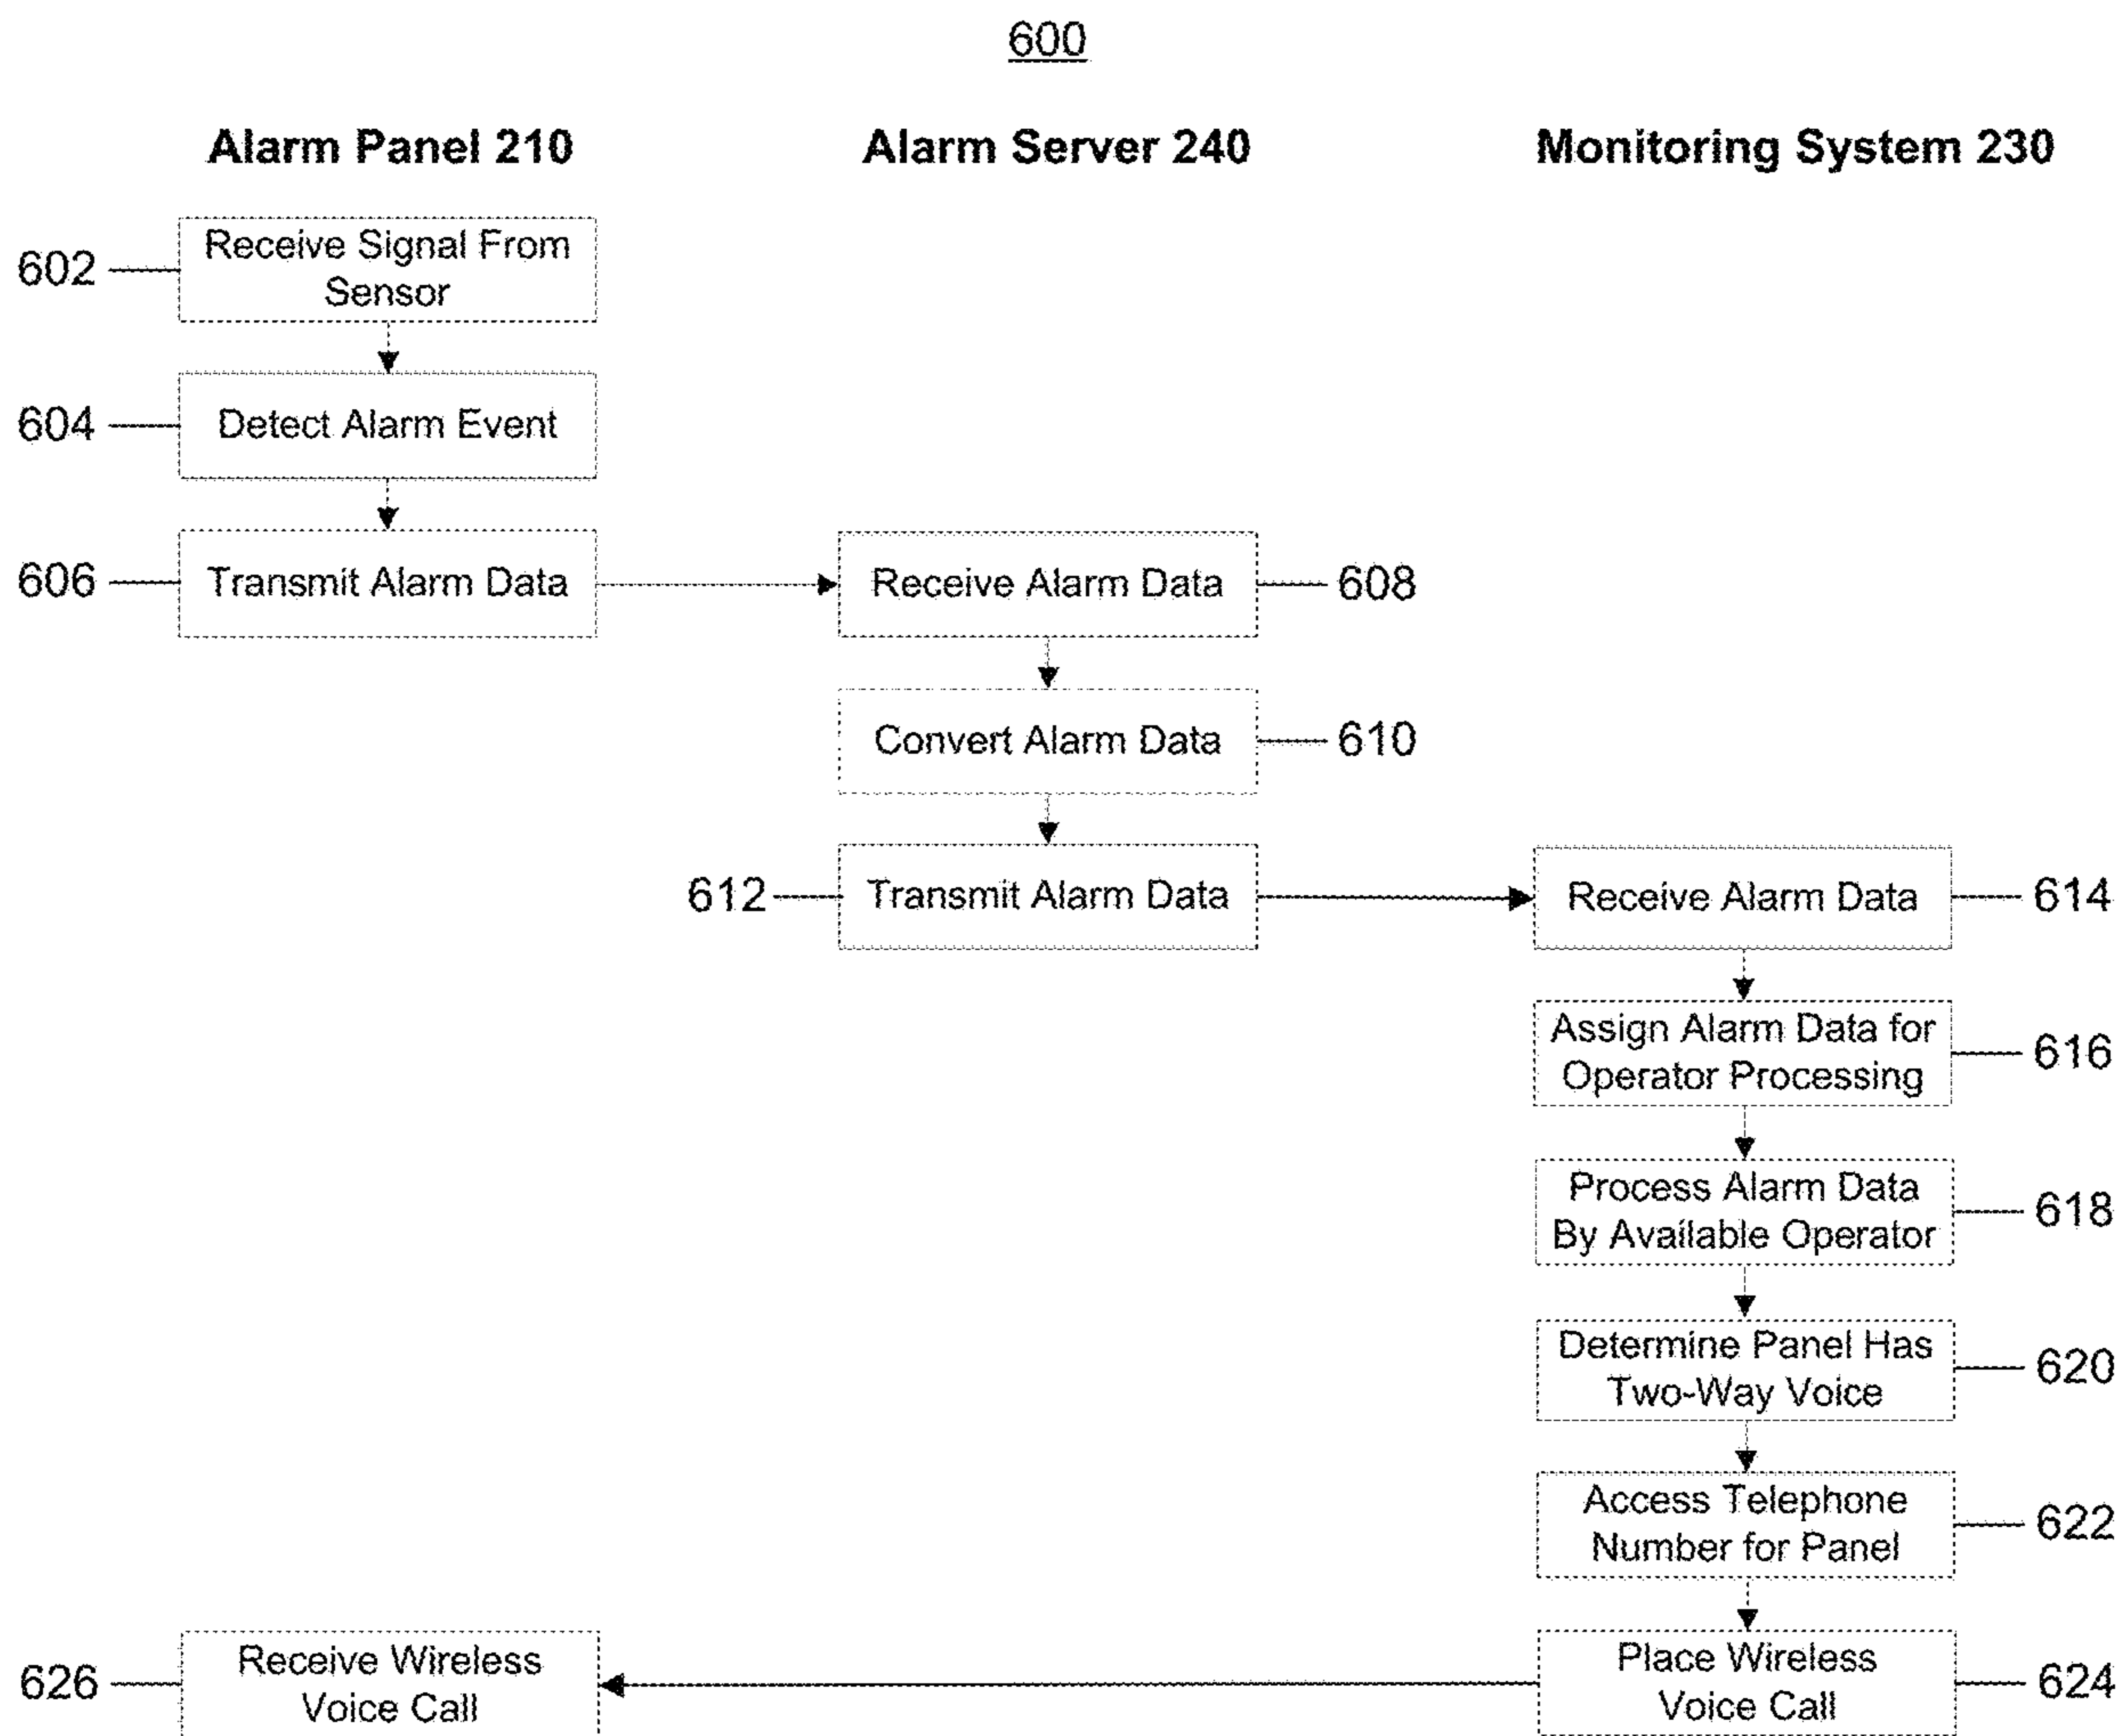 600
Alarm Panel 210
Alarm Server 240
Monitoring System 230
602
Receive Signal From
Sensor
604
Detect Alarm Event
606
Transmit Alarm Data
Receive Alarm Data
608
Convert Alarm Data
610
612
Transmit Alarm Data
Receive Alarm Data
614
Assign Alarm Data for
Operator Processing
616
Process Alarm Data
By Available Operator
618
Determine Panel Has
Two-Way Voice
620
Access Telephone
Number for Panel
622
626
Receive Wireless
Voice Call
Place Wireless
Voice Call
624